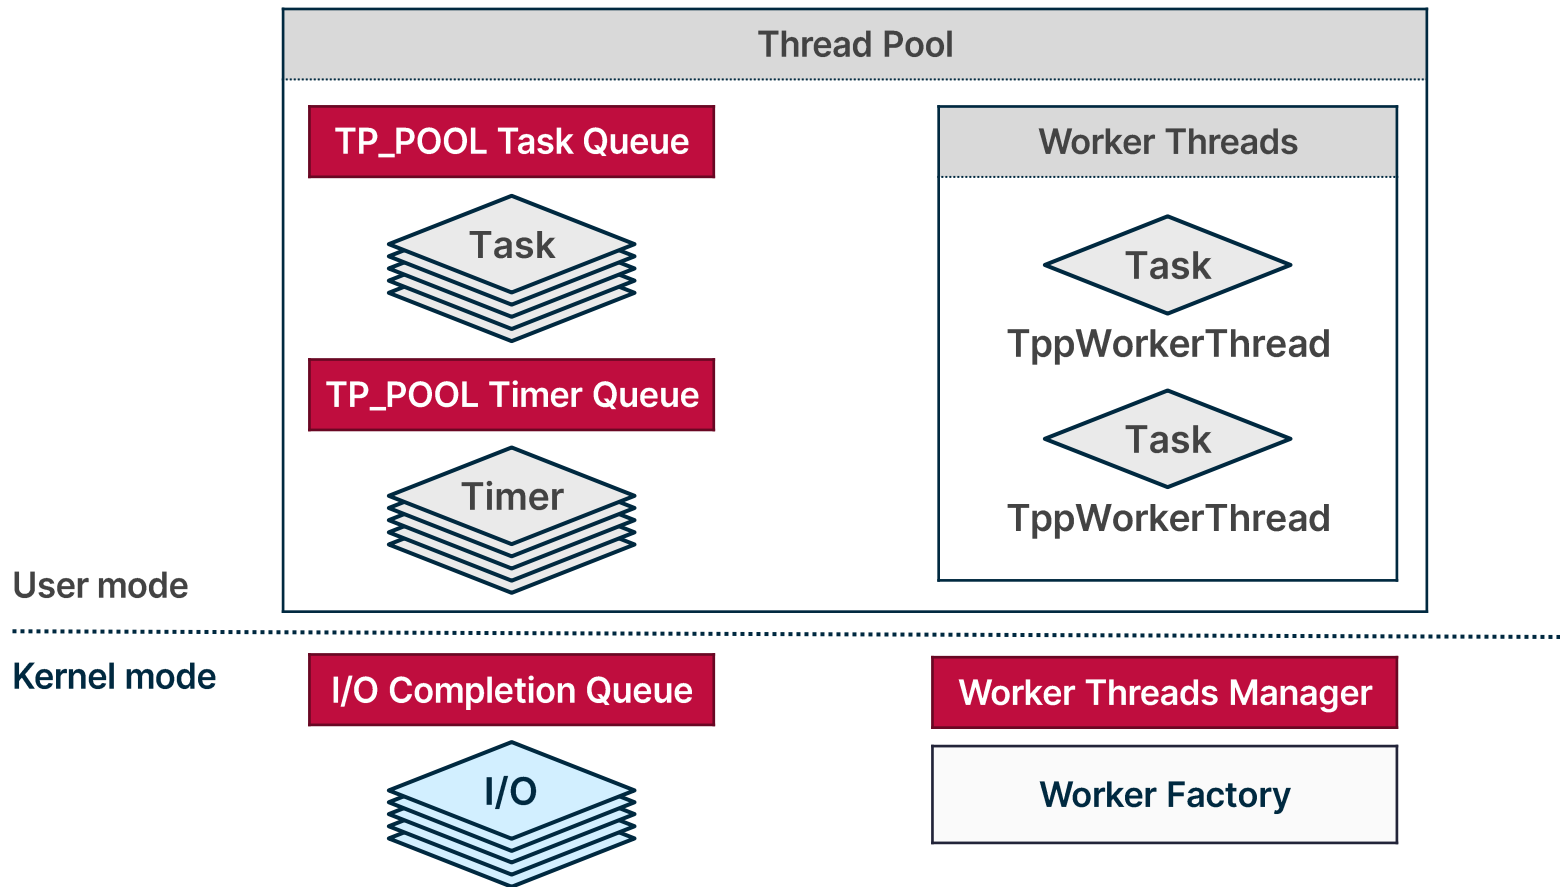 Thread Pool
TP_POOL Task Queue
Task
TP_POOL Timer Queue
Timer
Worker Threads
Task
TppWorkerThread
Task
TppWorkerThread
User mode
Kernel mode
I/O Completion Queue
I/O
Worker Threads Manager
Worker Factory